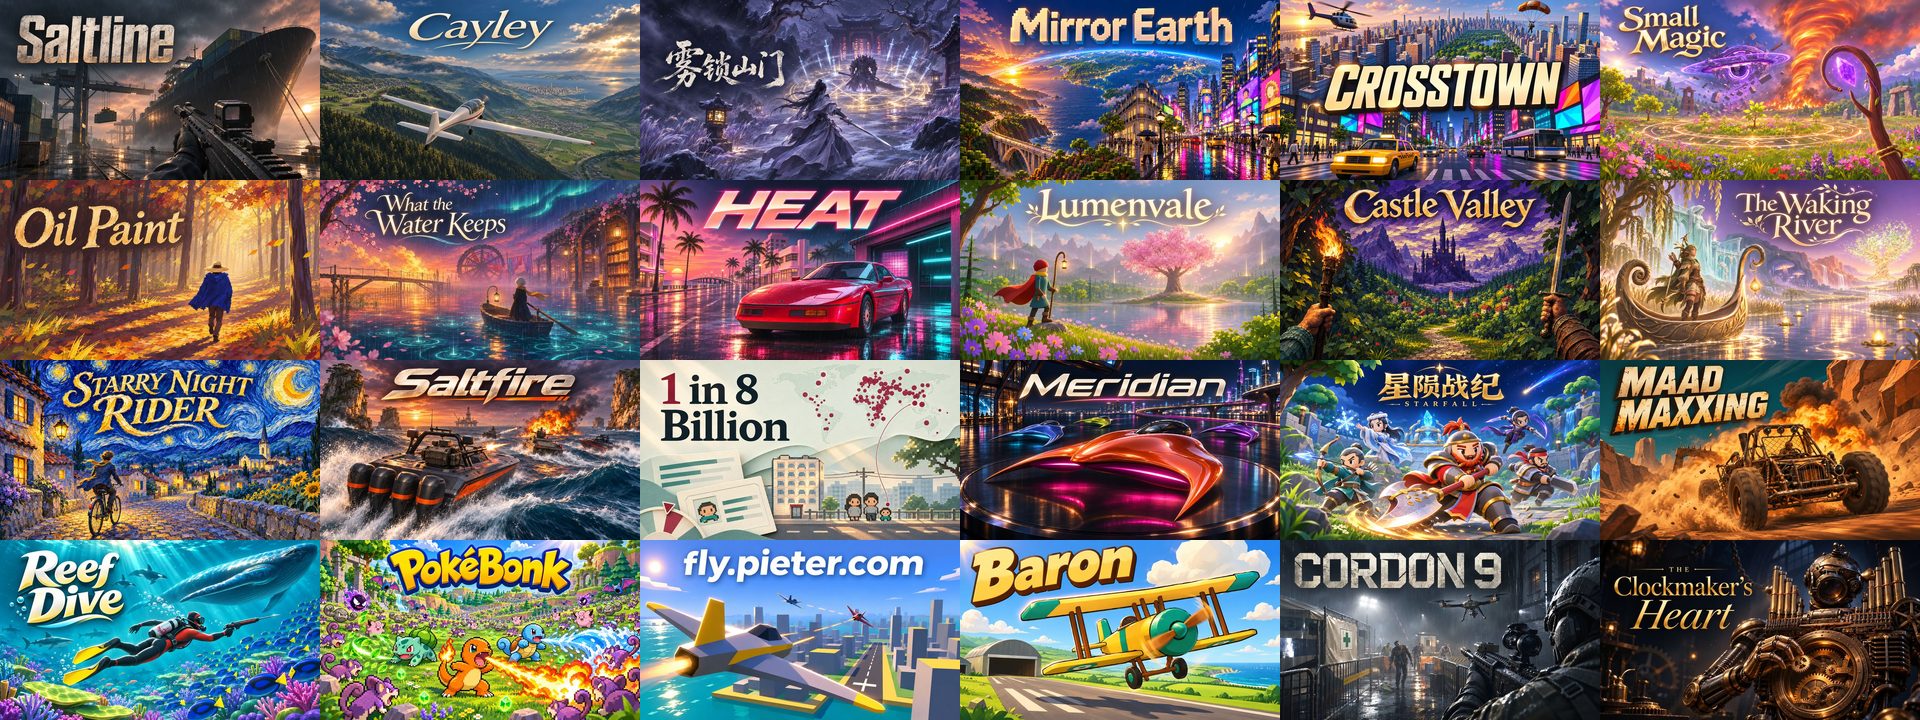 Saltline
Cayley
雾锁山门
Mirror Earth
CROSSTOWN
Small
Magic
Oil Paint
What the
Water Keeps
HEAT
Lumenvale
Castle Valley
The Waking
River
STARRY NIGHT
RIDER
Saltfire
1 in 8
Billion
Meridian
星陨战纪
STARFALL
MAAD
MAXXING
Reef
Dive
PokéBonk
fly.pieter.com
Baron
CORDON 9
THE
Clockmaker's
Heart